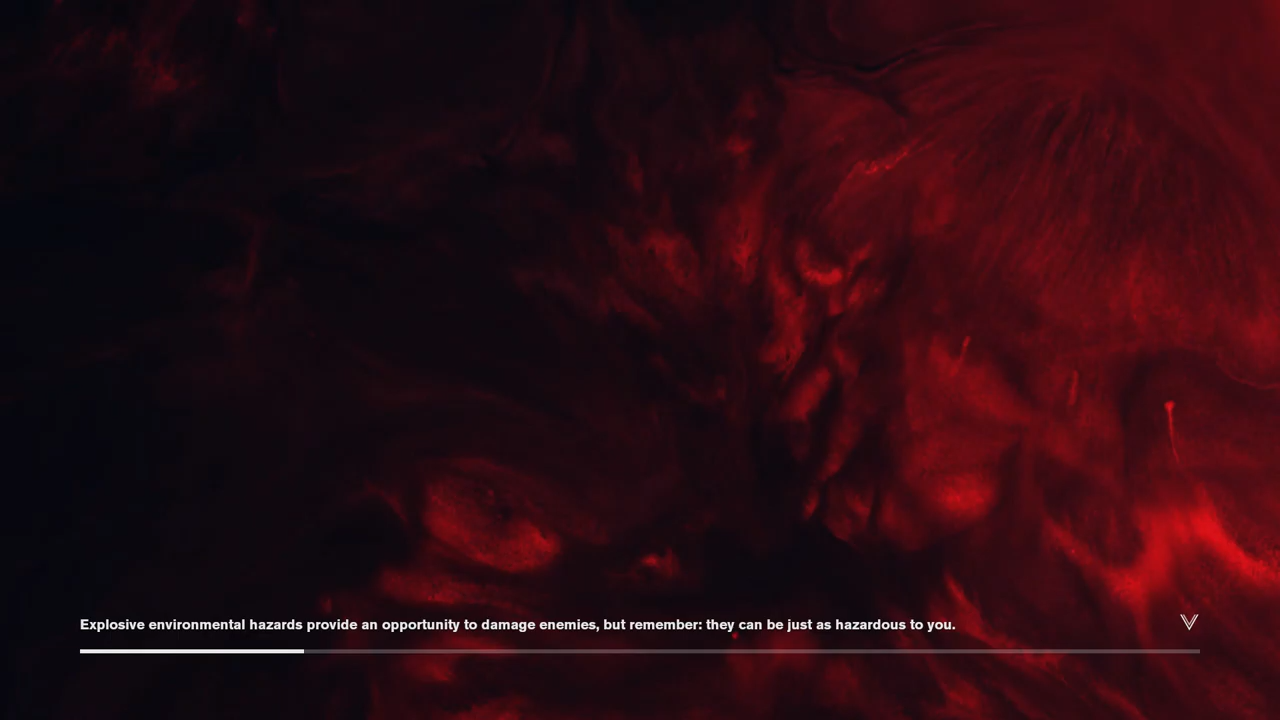 Explosive environmental hazards provide an opportunity to damage enemies, but remember: they can be just as hazardous to you.